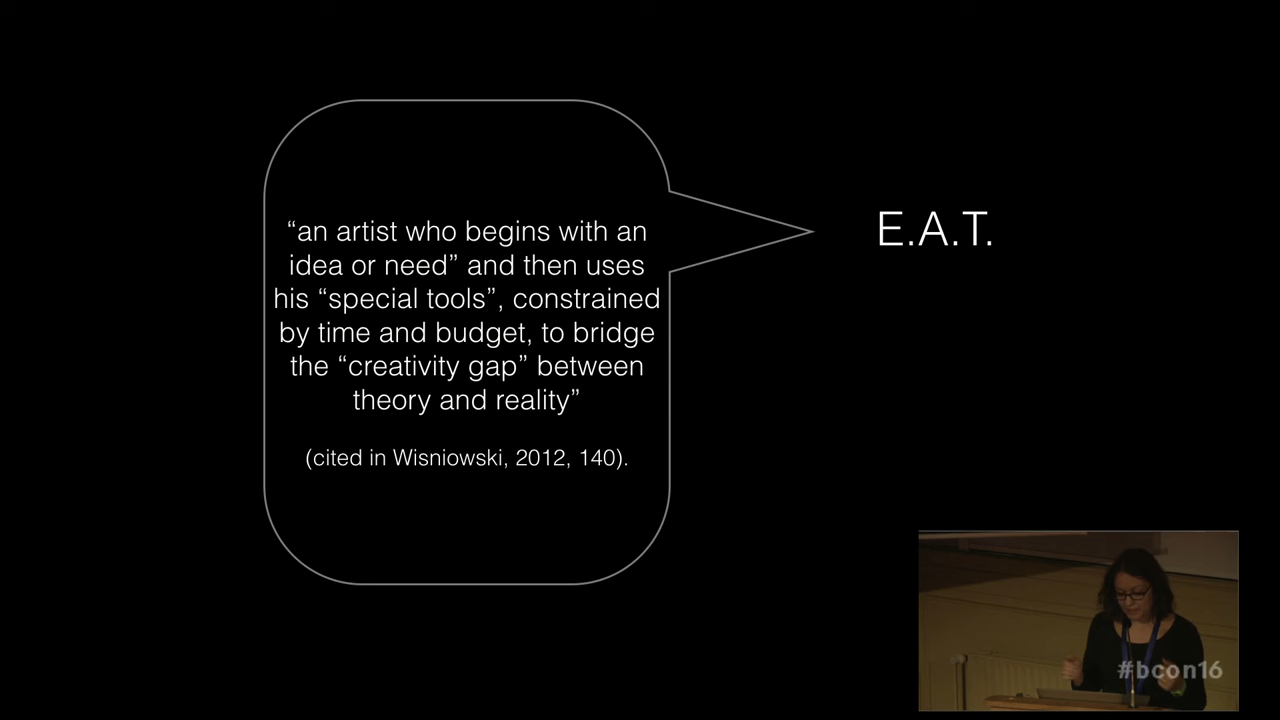 “an artist who begins with an
idea or need” and then uses
his “special tools”, constrained
by time and budget, to bridge
the “creativity gap” between
theory and reality”
(cited in Wisniowski, 2012, 140).
E.A.T.
#bcon16